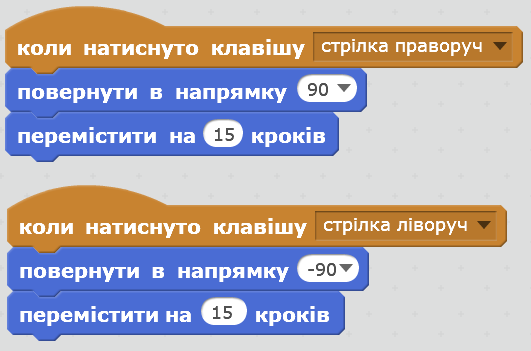 коли натиснуто клавішу стрілка праворуч
повернути в напрямку 90
перемістити на 15 кроків
коли натиснуто клавішу стрілка ліворуч
повернути в напрямку -90
перемістити на 15 кроків